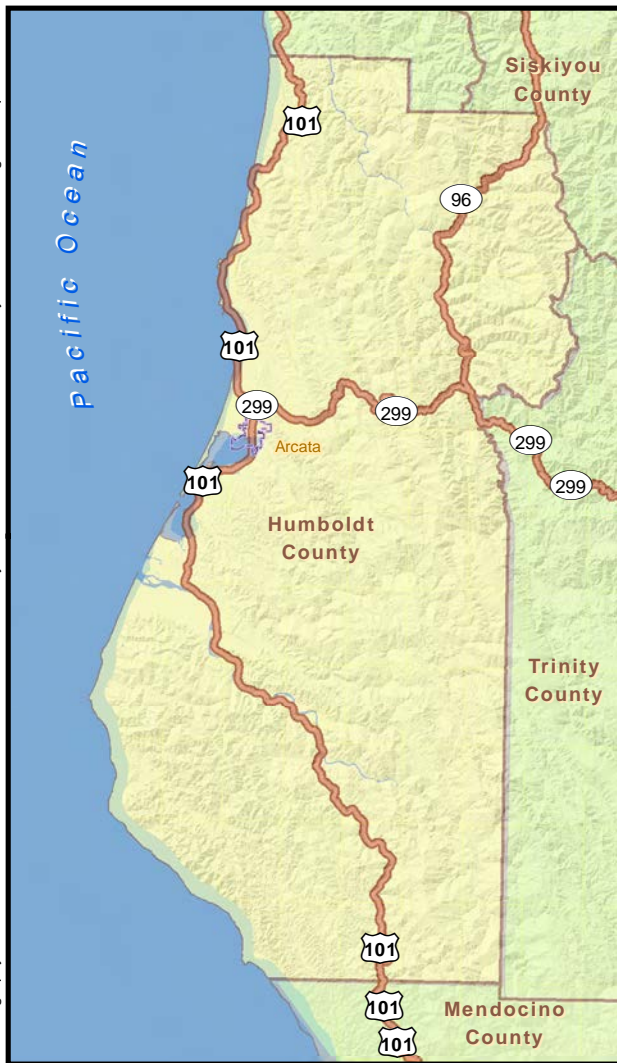 Siskiyou
County
101
96
Pacific Ocean
101
299
299
Arcata
299
101
299
Humboldt
County
Trinity
County
101
101
Mendocino
County
101